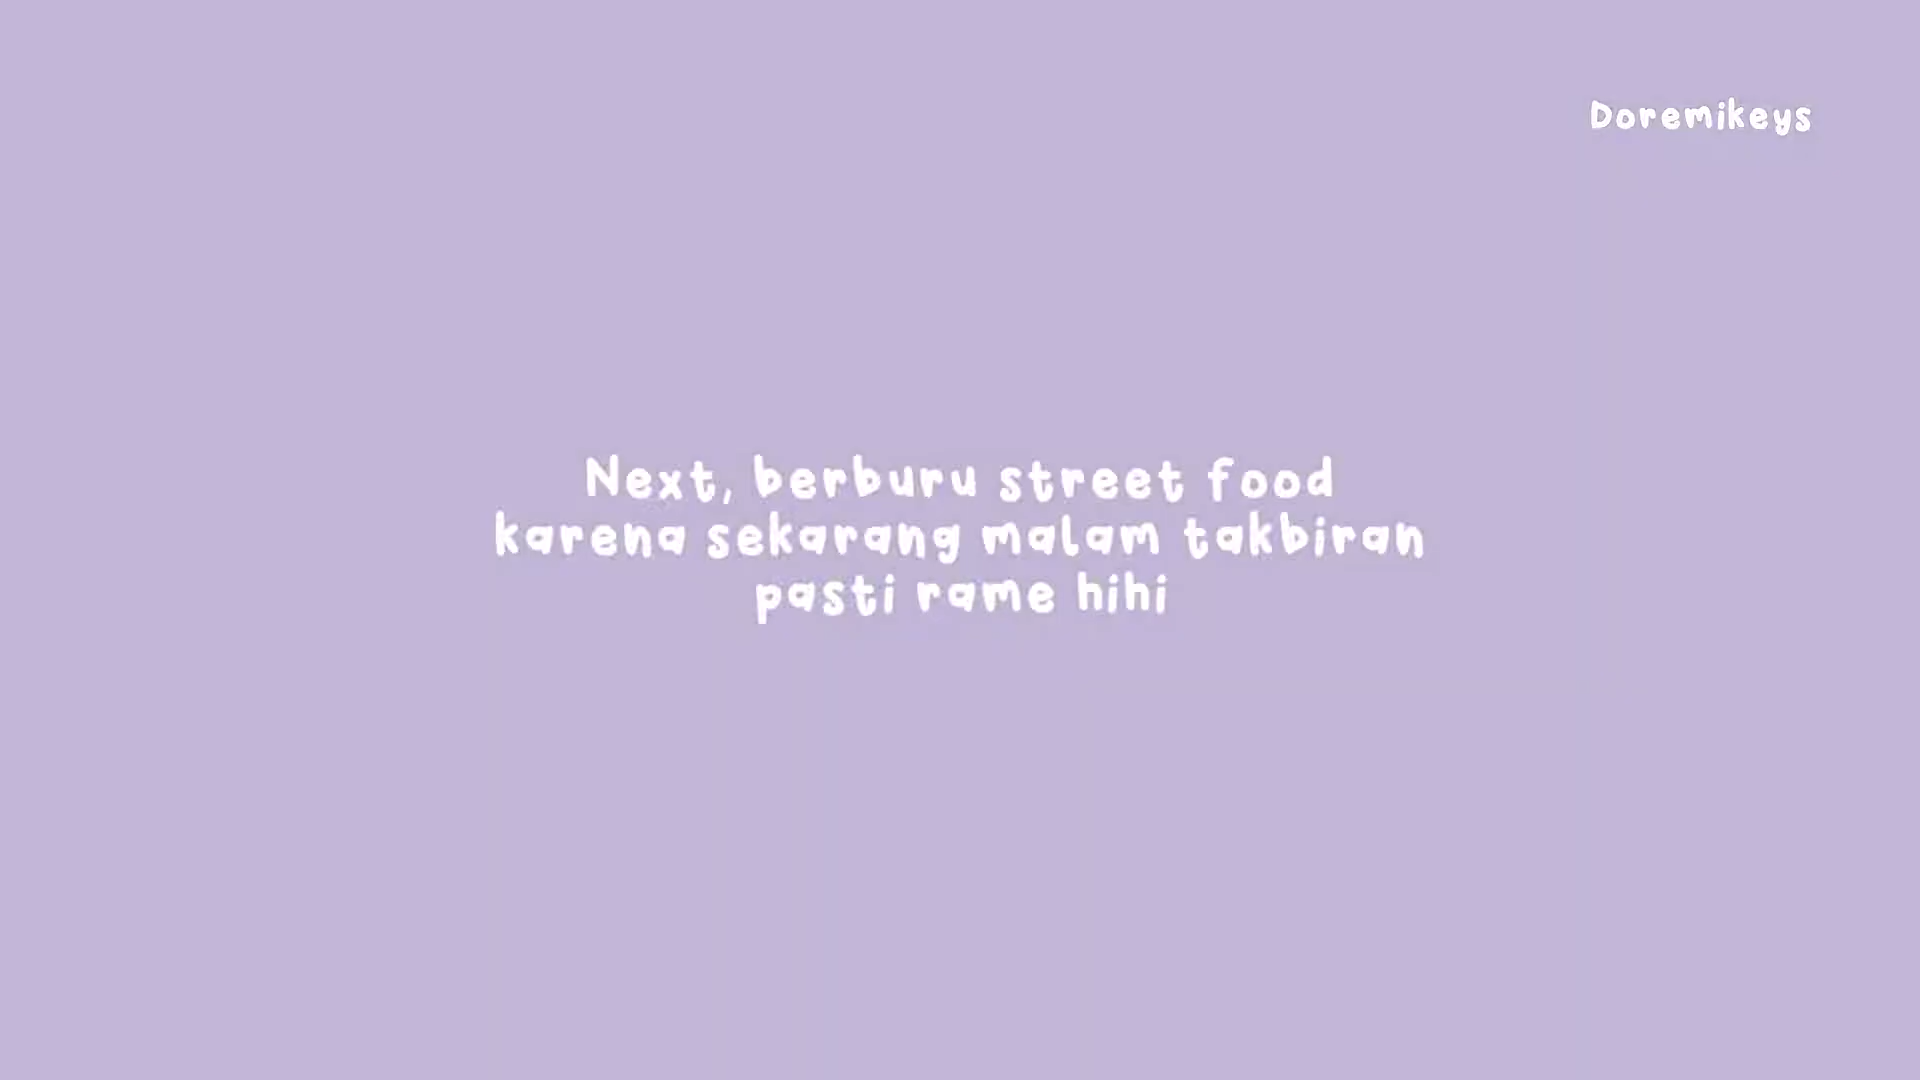 Doremikeys
Next, berburu street food
karena sekarang malam takbiran
pasti rame hihi